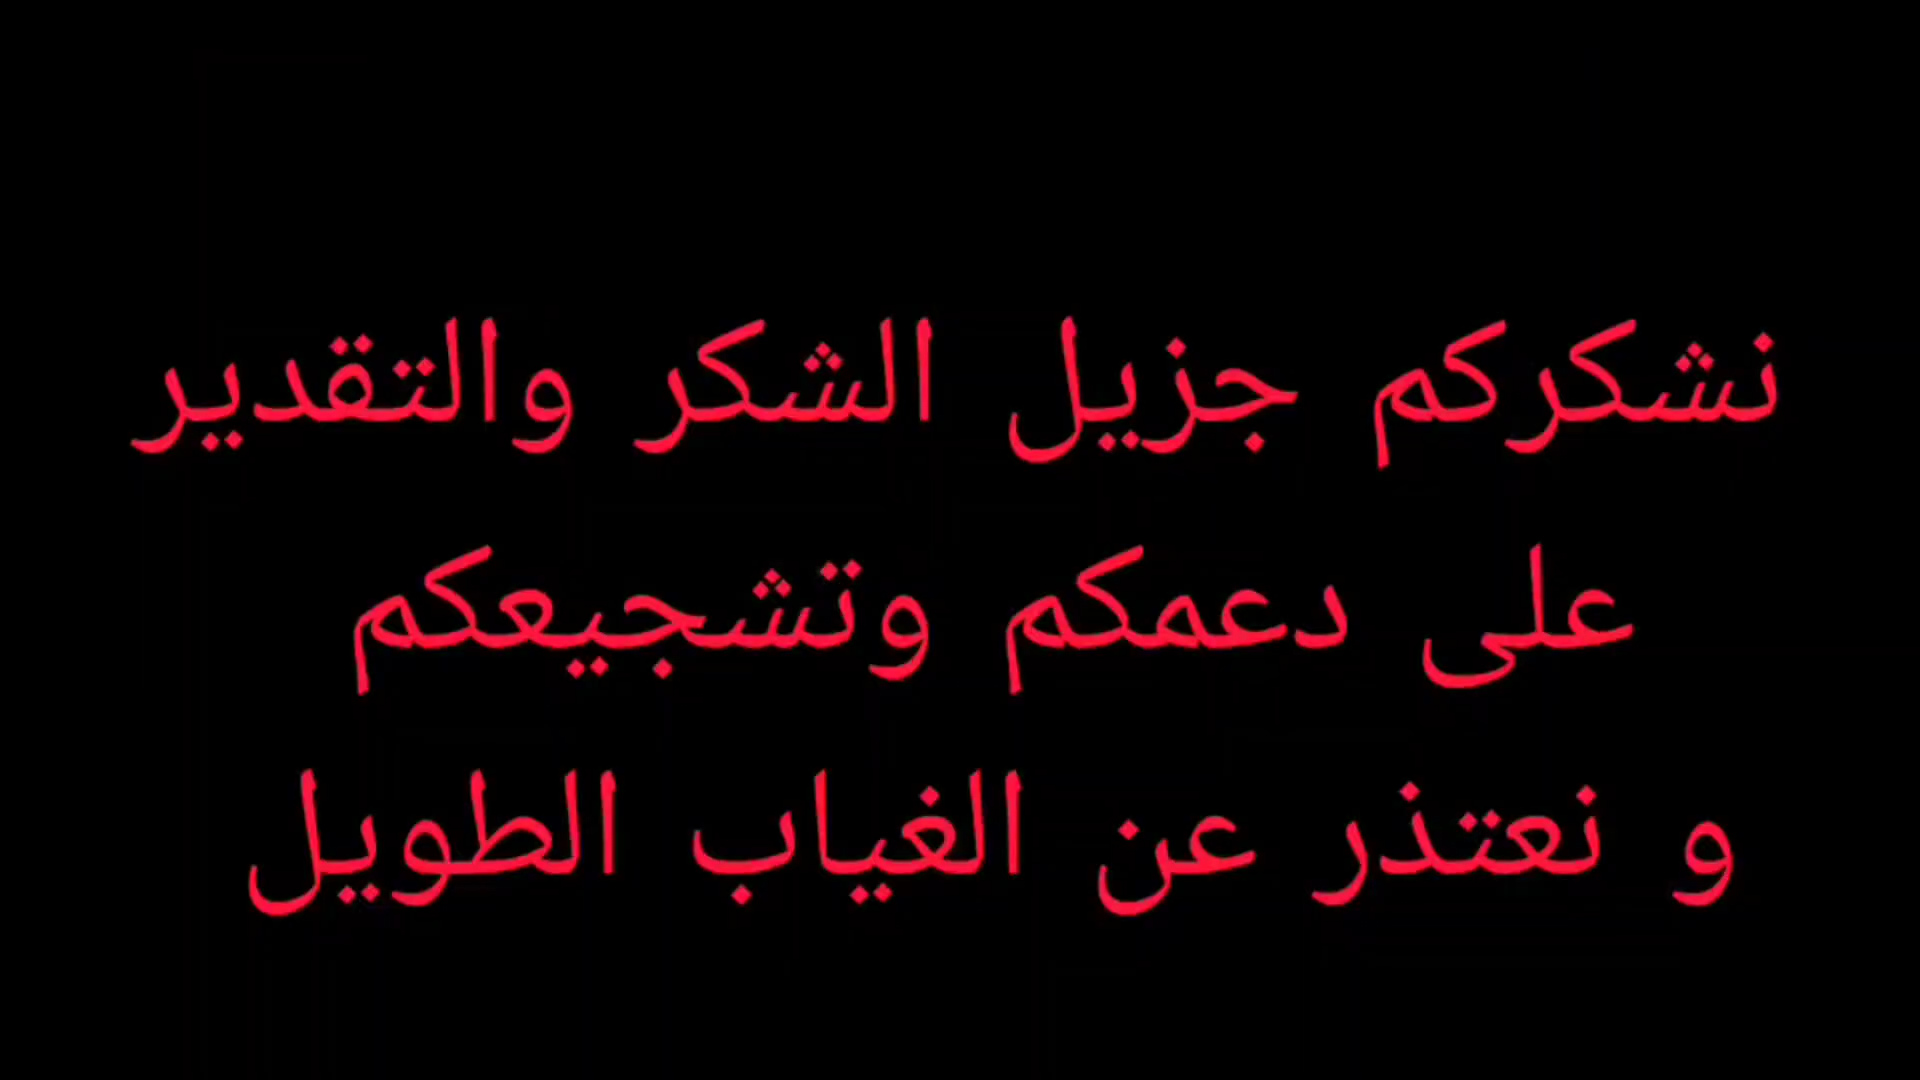 نشكركم جزيل الشكر والتقدير
على دعمكم وتشجيعكم
و نعتذر عن الغياب الطويل